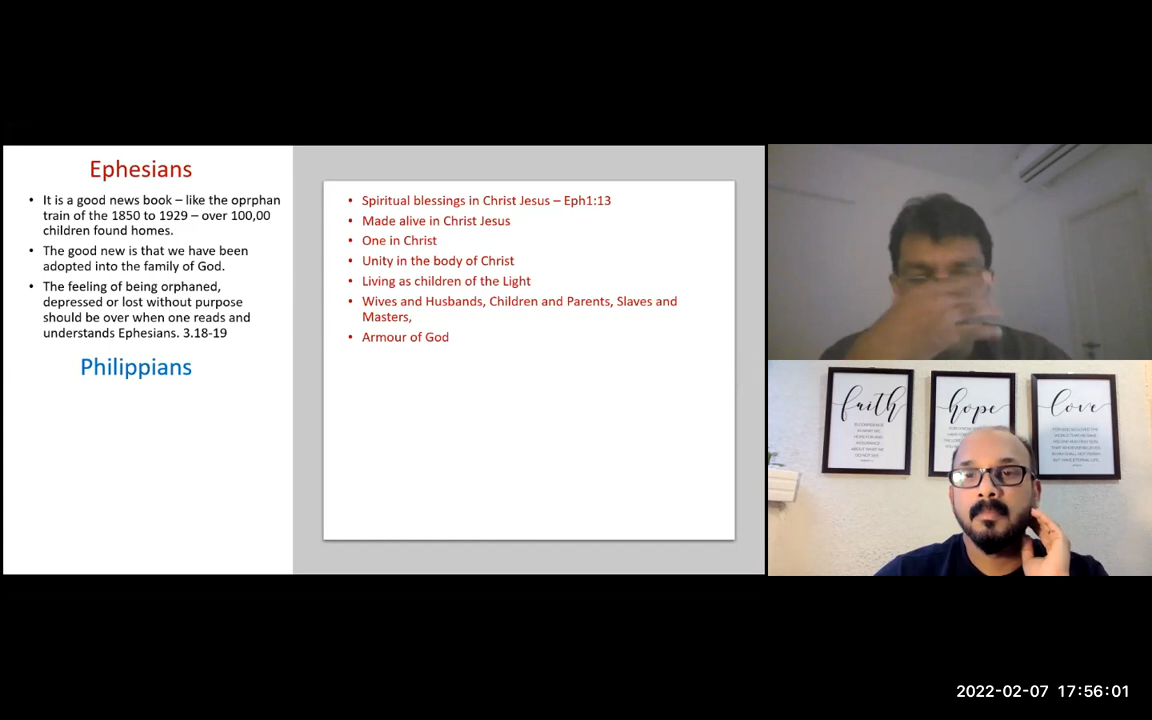 Ephesians
• It is a good news book – like the oprphan
train of the 1850 to 1929 – over 100,00
children found homes.
• The good new is that we have been
adopted into the family of God.
• The feeling of being orphaned,
depressed or lost without purpose
should be over when one reads and
understands Ephesians. 3.18-19
Philippians
• Spiritual blessings in Christ Jesus – Eph1:13
• Made alive in Christ Jesus
• One in Christ
• Unity in the body of Christ
• Living as children of the Light
• Wives and Husbands, Children and Parents, Slaves and
Masters,
• Armour of God
faith
hope
love
2022-02-07 17:56:01